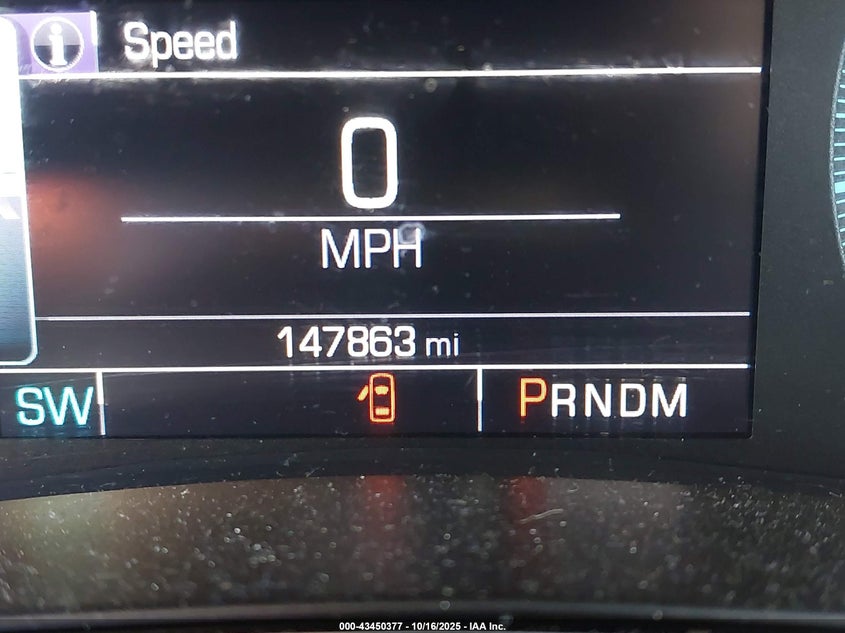 i Speed
0
MPH
147863 mi
SW PRNDM
000-43450377 - 10/16/2025 - IAA Inc.